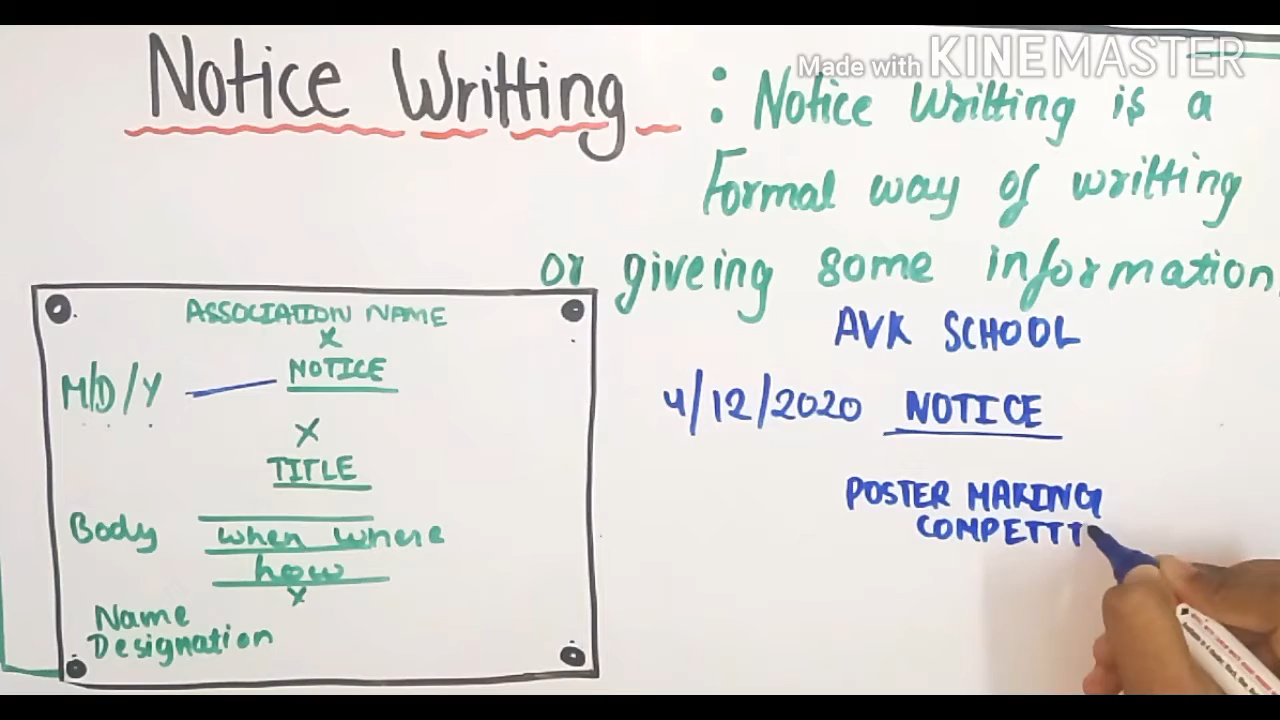 Made with KINEMASTER
Notice Writting : Notice Writting is a
Formal way of writting
or giveing some information.
ASSOCIATION NAME
X
M/D/Y NOTICE
X
TITLE
Body when where
how
X
Name
Designation
AVK SCHOOL
4/12/2020 NOTICE
POSTER MAKING
COMPETTT